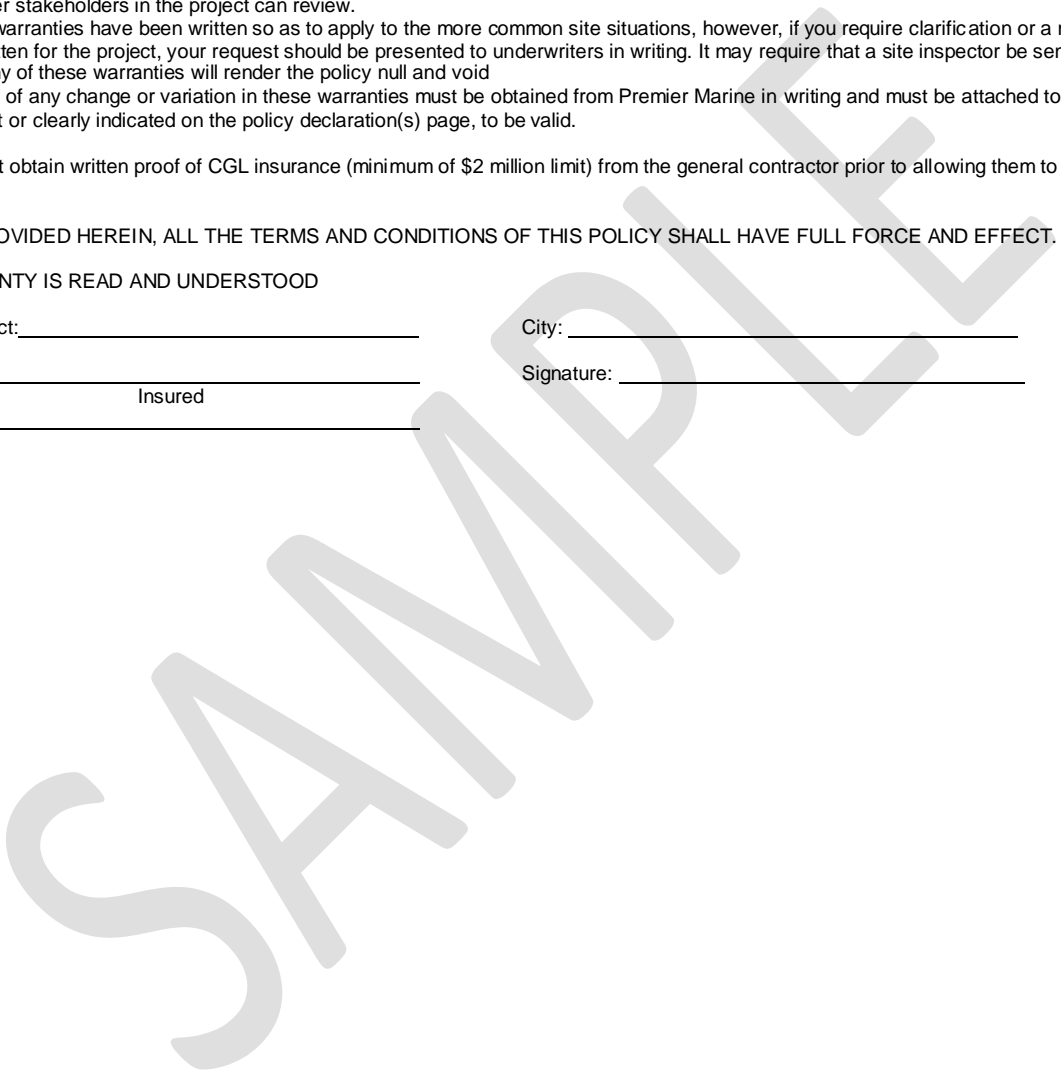 er stakeholders in the project can review.
warranties have been written so as to apply to the more common site situations, however, if you require clarification or a
tten for the project, your request should be presented to underwriters in writing. It may require that a site inspector be ser
ny of these warranties will render the policy null and void
of any change or variation in these warranties must be obtained from Premier Marine in writing and must be attached to
t or clearly indicated on the policy declaration(s) page, to be valid.
t obtain written proof of CGL insurance (minimum of $2 million limit) from the general contractor prior to allowing them to
OVIDED HEREIN, ALL THE TERMS AND CONDITIONS OF THIS POLICY SHALL HAVE FULL FORCE AND EFFECT.
NTY IS READ AND UNDERSTOOD
ct: City:
Signature:
Insured
SAMPLE